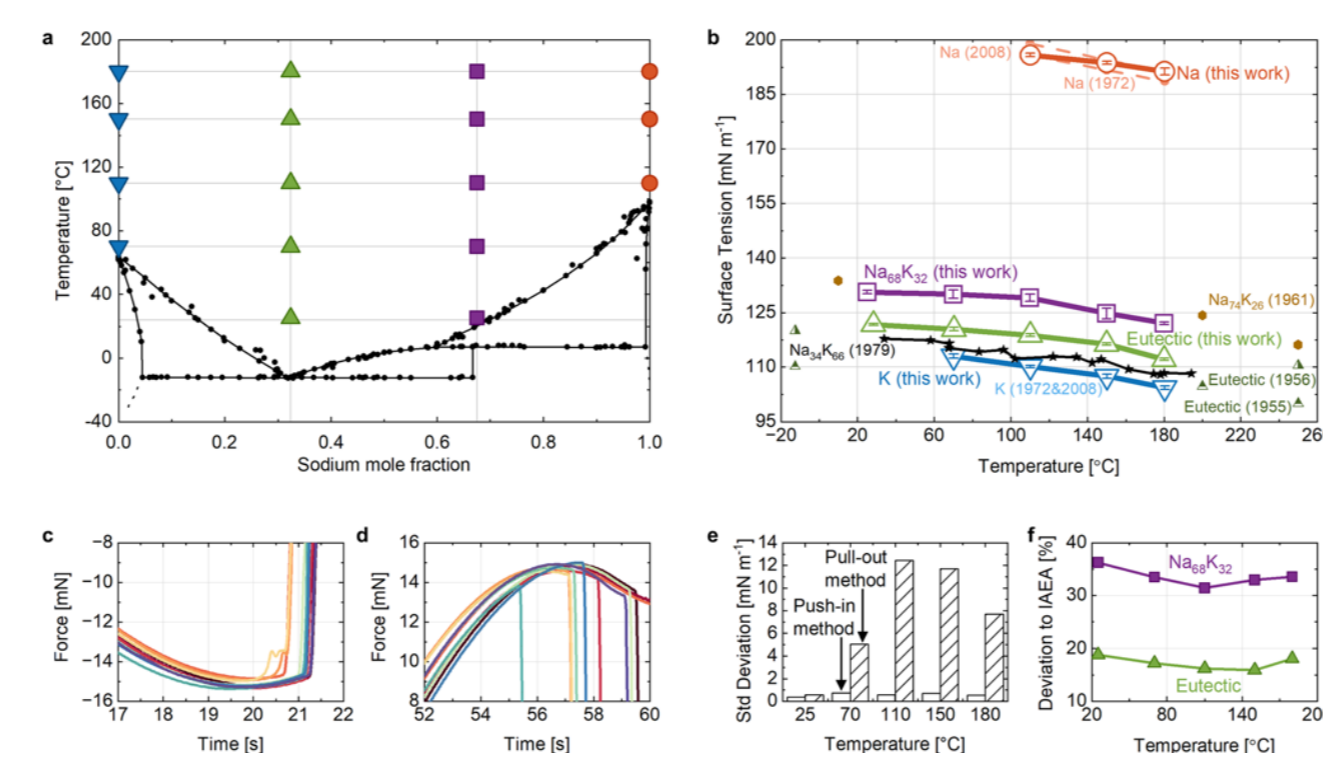 a
200
160
120
80
40
0
-40
Temperature [°C]
0.0 0.2 0.4 0.6 0.8 1.0
Sodium mole fraction
b
200
185
170
155
140
125
110
95
Surface Tension [mN m⁻¹]
Na (2008)
Na (this work)
Na (1972)
Na₆₈K₃₂ (this work)
Na₇₄K₂₆ (1961)
Eutectic (this work)
Na₃₄K₆₆ (1979)
K (this work)
K (1972&2008)
Eutectic (1956)
Eutectic (1955)
−20 20 60 100 140 180 220 26
Temperature [°C]
c
−8
−10
−12
−14
−16
Force [mN]
17 18 19 20 21 22
Time [s]
d
16
14
12
10
8
Force [mN]
52 54 56 58 60
Time [s]
e
14
12
10
8
6
4
2
0
Std Deviation [mN m⁻¹]
Pull-out
method
Push-in
method
25 70 110 150 180
Temperature [°C]
f
40
30
20
10
Deviation to IAEA [%]
Na₆₈K₃₂
Eutectic
20 80 140 20
Temperature [°C]